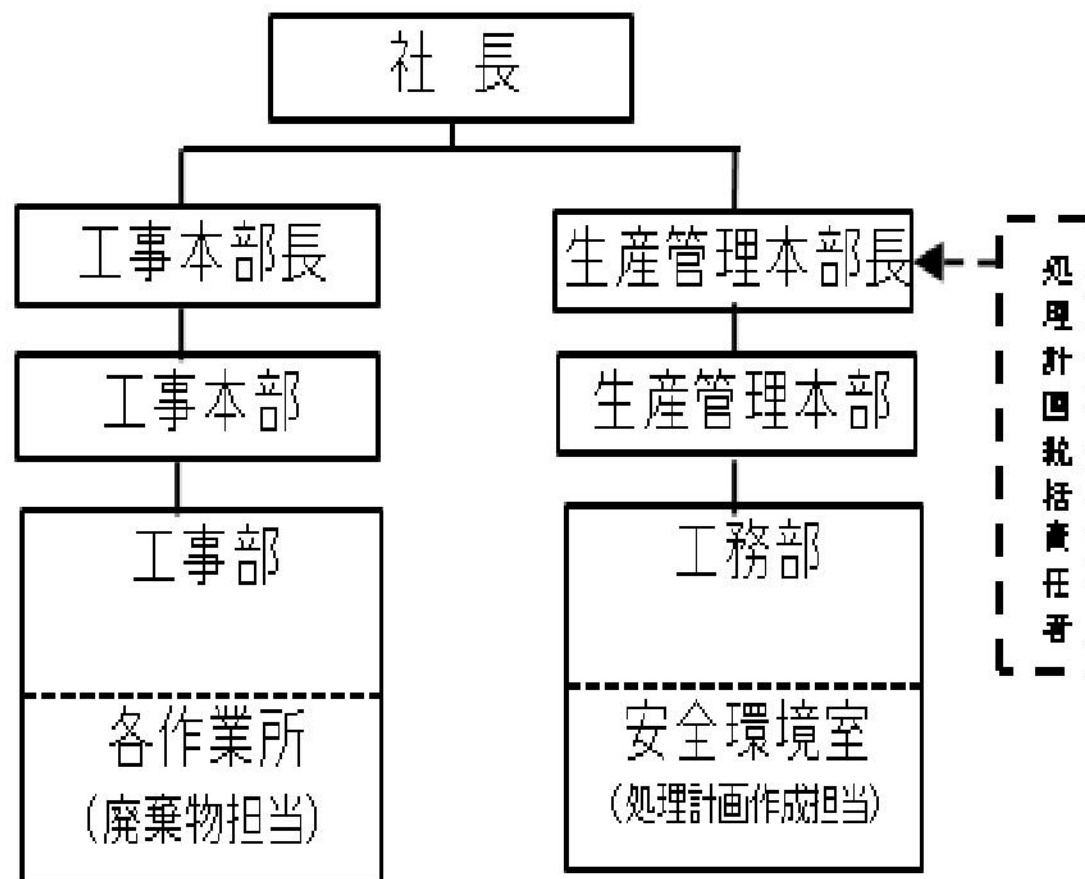 社 長
工事本部長
生産管理本部長
工事本部
生産管理本部
工事部
各作業所
(廃棄物担当)
工務部
安全環境室
(処理計画作成担当)
処理計画統括責任者